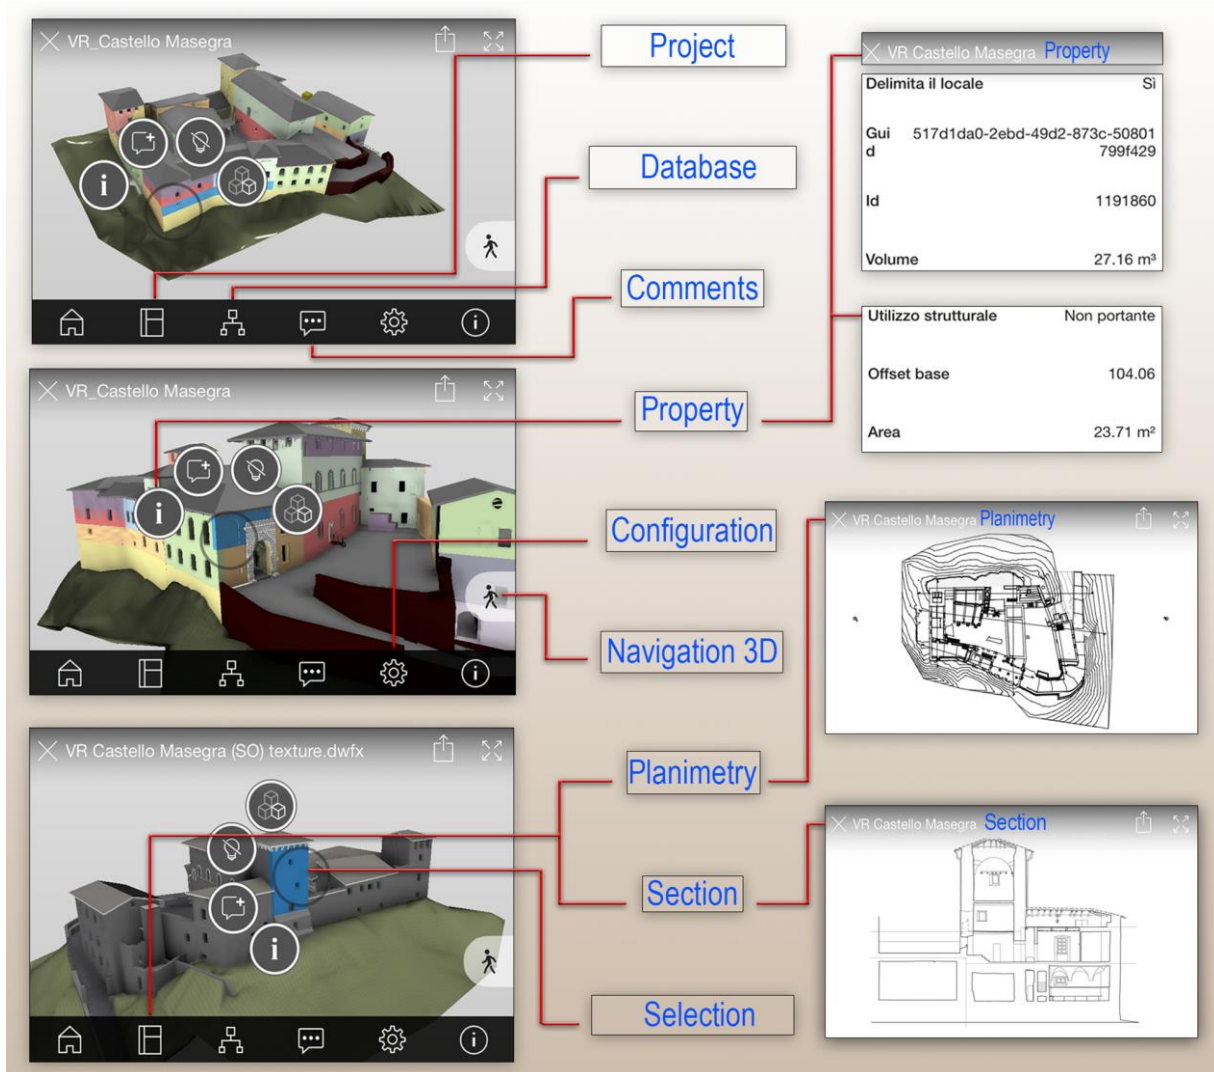 VR_Castello Masegra
Project
Database
Comments
VR_Castello Masegra
Property
Configuration
Navigation 3D
VR Castello Masegra (SO) texture.dwfx
Planimetry
Section
Selection
VR Castello Masegra Property
Delimita il locale Sì
Gui 517d1da0-2ebd-49d2-873c-50801
d 799f429
Id 1191860
Volume 27.16 m³
Utilizzo strutturale Non portante
Offset base 104.06
Area 23.71 m²
VR Castello Masegra Planimetry
VR Castello Masegra Section